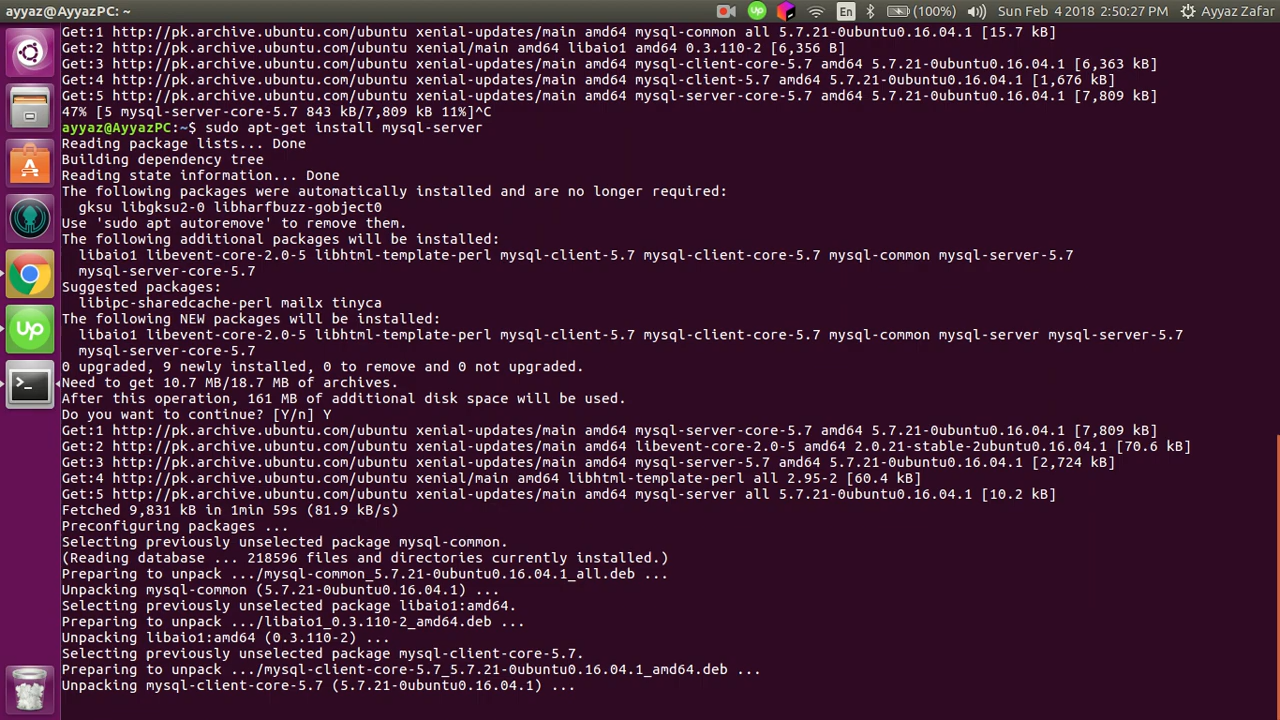 ayyaz@AyyazPC: ~
En
(100%)
Sun Feb 4 2018 2:50:27 PM
Ayyaz Zafar
Get:1 http://pk.archive.ubuntu.com/ubuntu xenial-updates/main amd64 mysql-common all 5.7.21-0ubuntu0.16.04.1 [15.7 kB]
Get:2 http://pk.archive.ubuntu.com/ubuntu xenial/main amd64 libaio1 amd64 0.3.110-2 [6,356 B]
Get:3 http://pk.archive.ubuntu.com/ubuntu xenial-updates/main amd64 mysql-client-core-5.7 amd64 5.7.21-0ubuntu0.16.04.1 [6,363 kB]
Get:4 http://pk.archive.ubuntu.com/ubuntu xenial-updates/main amd64 mysql-client-5.7 amd64 5.7.21-0ubuntu0.16.04.1 [1,676 kB]
Get:5 http://pk.archive.ubuntu.com/ubuntu xenial-updates/main amd64 mysql-server-core-5.7 amd64 5.7.21-0ubuntu0.16.04.1 [7,809 kB]
47% [5 mysql-server-core-5.7 843 kB/7,809 kB 11%]^C
ayyaz@AyyazPC:~$ sudo apt-get install mysql-server
Reading package lists... Done
Building dependency tree
Reading state information... Done
The following packages were automatically installed and are no longer required:
  gksu libgksu2-0 libharfbuzz-gobject0
Use 'sudo apt autoremove' to remove them.
The following additional packages will be installed:
  libaio1 libevent-core-2.0-5 libhtml-template-perl mysql-client-5.7 mysql-client-core-5.7 mysql-common mysql-server-5.7
  mysql-server-core-5.7
Suggested packages:
  libipc-sharedcache-perl mailx tinyca
The following NEW packages will be installed:
  libaio1 libevent-core-2.0-5 libhtml-template-perl mysql-client-5.7 mysql-client-core-5.7 mysql-common mysql-server mysql-server-5.7
  mysql-server-core-5.7
0 upgraded, 9 newly installed, 0 to remove and 0 not upgraded.
Need to get 10.7 MB/18.7 MB of archives.
After this operation, 161 MB of additional disk space will be used.
Do you want to continue? [Y/n] Y
Get:1 http://pk.archive.ubuntu.com/ubuntu xenial-updates/main amd64 mysql-server-core-5.7 amd64 5.7.21-0ubuntu0.16.04.1 [7,809 kB]
Get:2 http://pk.archive.ubuntu.com/ubuntu xenial-updates/main amd64 libevent-core-2.0-5 amd64 2.0.21-stable-2ubuntu0.16.04.1 [70.6 kB]
Get:3 http://pk.archive.ubuntu.com/ubuntu xenial-updates/main amd64 mysql-server-5.7 amd64 5.7.21-0ubuntu0.16.04.1 [2,724 kB]
Get:4 http://pk.archive.ubuntu.com/ubuntu xenial/main amd64 libhtml-template-perl all 2.95-2 [60.4 kB]
Get:5 http://pk.archive.ubuntu.com/ubuntu xenial-updates/main amd64 mysql-server all 5.7.21-0ubuntu0.16.04.1 [10.2 kB]
Fetched 9,831 kB in 1min 59s (81.9 kB/s)
Preconfiguring packages ...
Selecting previously unselected package mysql-common.
(Reading database ... 218596 files and directories currently installed.)
Preparing to unpack .../mysql-common_5.7.21-0ubuntu0.16.04.1_all.deb ...
Unpacking mysql-common (5.7.21-0ubuntu0.16.04.1) ...
Selecting previously unselected package libaio1:amd64.
Preparing to unpack .../libaio1_0.3.110-2_amd64.deb ...
Unpacking libaio1:amd64 (0.3.110-2) ...
Selecting previously unselected package mysql-client-core-5.7.
Preparing to unpack .../mysql-client-core-5.7_5.7.21-0ubuntu0.16.04.1_amd64.deb ...
Unpacking mysql-client-core-5.7 (5.7.21-0ubuntu0.16.04.1) ...